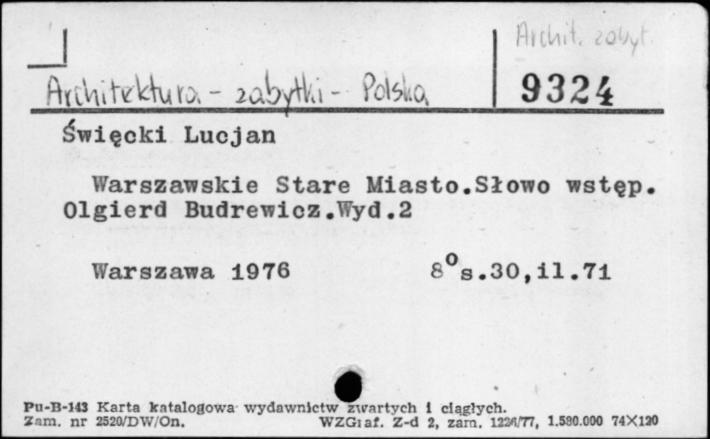 Archit. zabyt.
Architektura - zabytki - Polska 9324
Święcki Lucjan
Warszawskie Stare Miasto.Słowo wstęp.
Olgierd Budrewicz.Wyd.2
Warszawa 1976 8°s.30,il.71
Pu-B-143 Karta katalogowa wydawnictw zwartych i ciągłych.
Zam. nr 2520/DW/On. WZGraf. Z-d 2, zam. 1226/77, 1.580.000 74X120